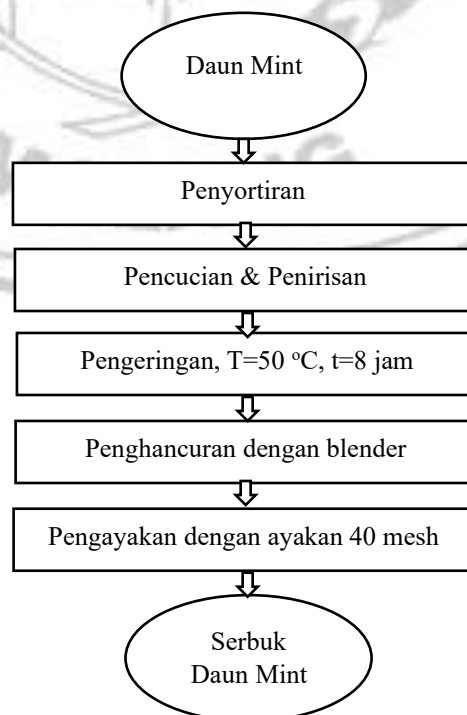 Daun Mint
Penyortiran
Pencucian & Penirisan
Pengeringan, T=50 °C, t=8 jam
Penghancuran dengan blender
Pengayakan dengan ayakan 40 mesh
Serbuk
Daun Mint